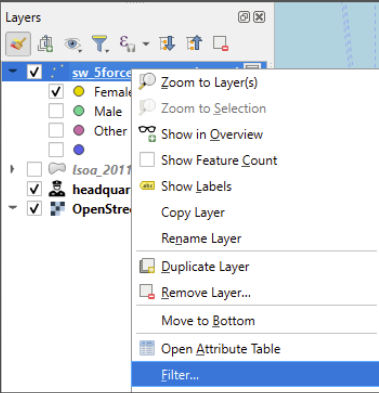 Layers
sw_5force
Female
Male
Other
lsoa_2011
headquar
OpenStre
Zoom to Layer(s)
Zoom to Selection
Show in Overview
Show Feature Count
abc Show Labels
Copy Layer
Rename Layer
Duplicate Layer
Remove Layer...
Move to Bottom
Open Attribute Table
Filter...